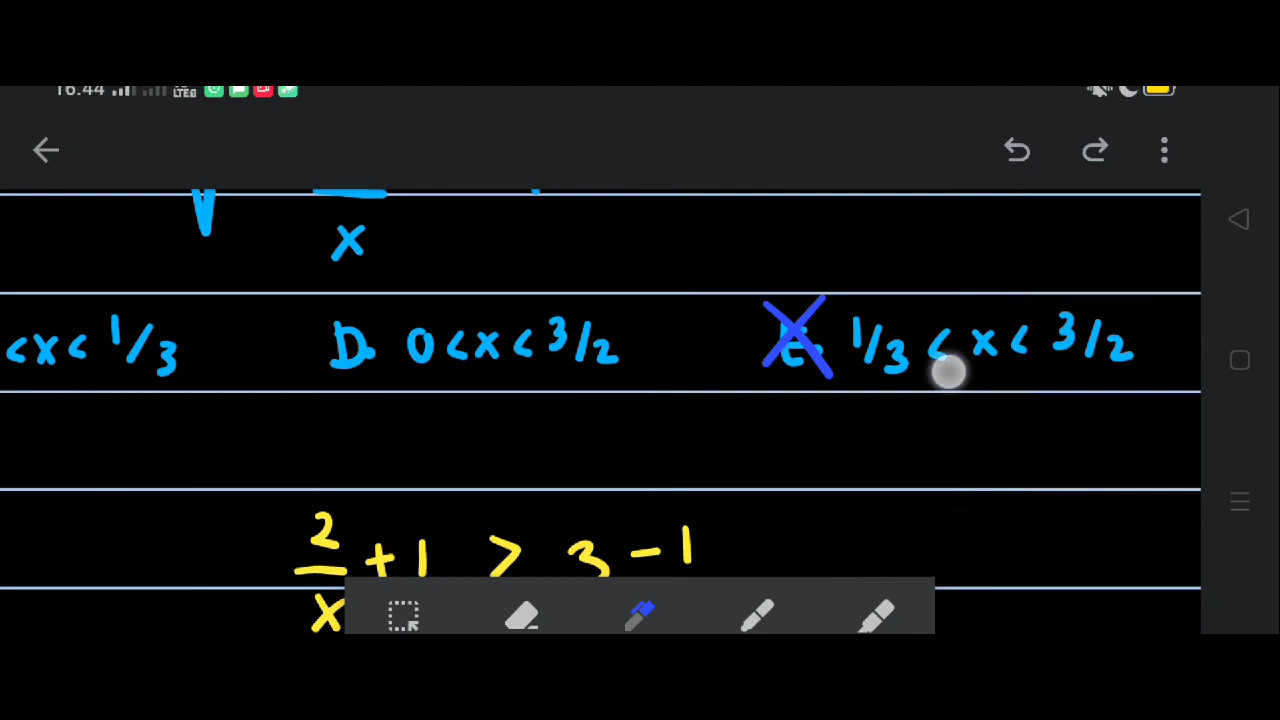 16.44
x
< x < 1/3 D. 0 < x < 3/2 E. 1/3 < x < 3/2
2/x + 1 > 3 - 1